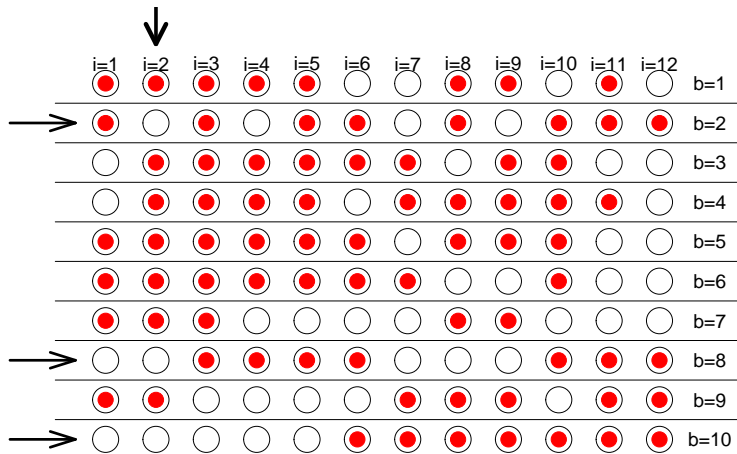 i=1 i=2 i=3 i=4 i=5 i=6 i=7 i=8 i=9 i=10 i=11 i=12
b=1
b=2
b=3
b=4
b=5
b=6
b=7
b=8
b=9
b=10